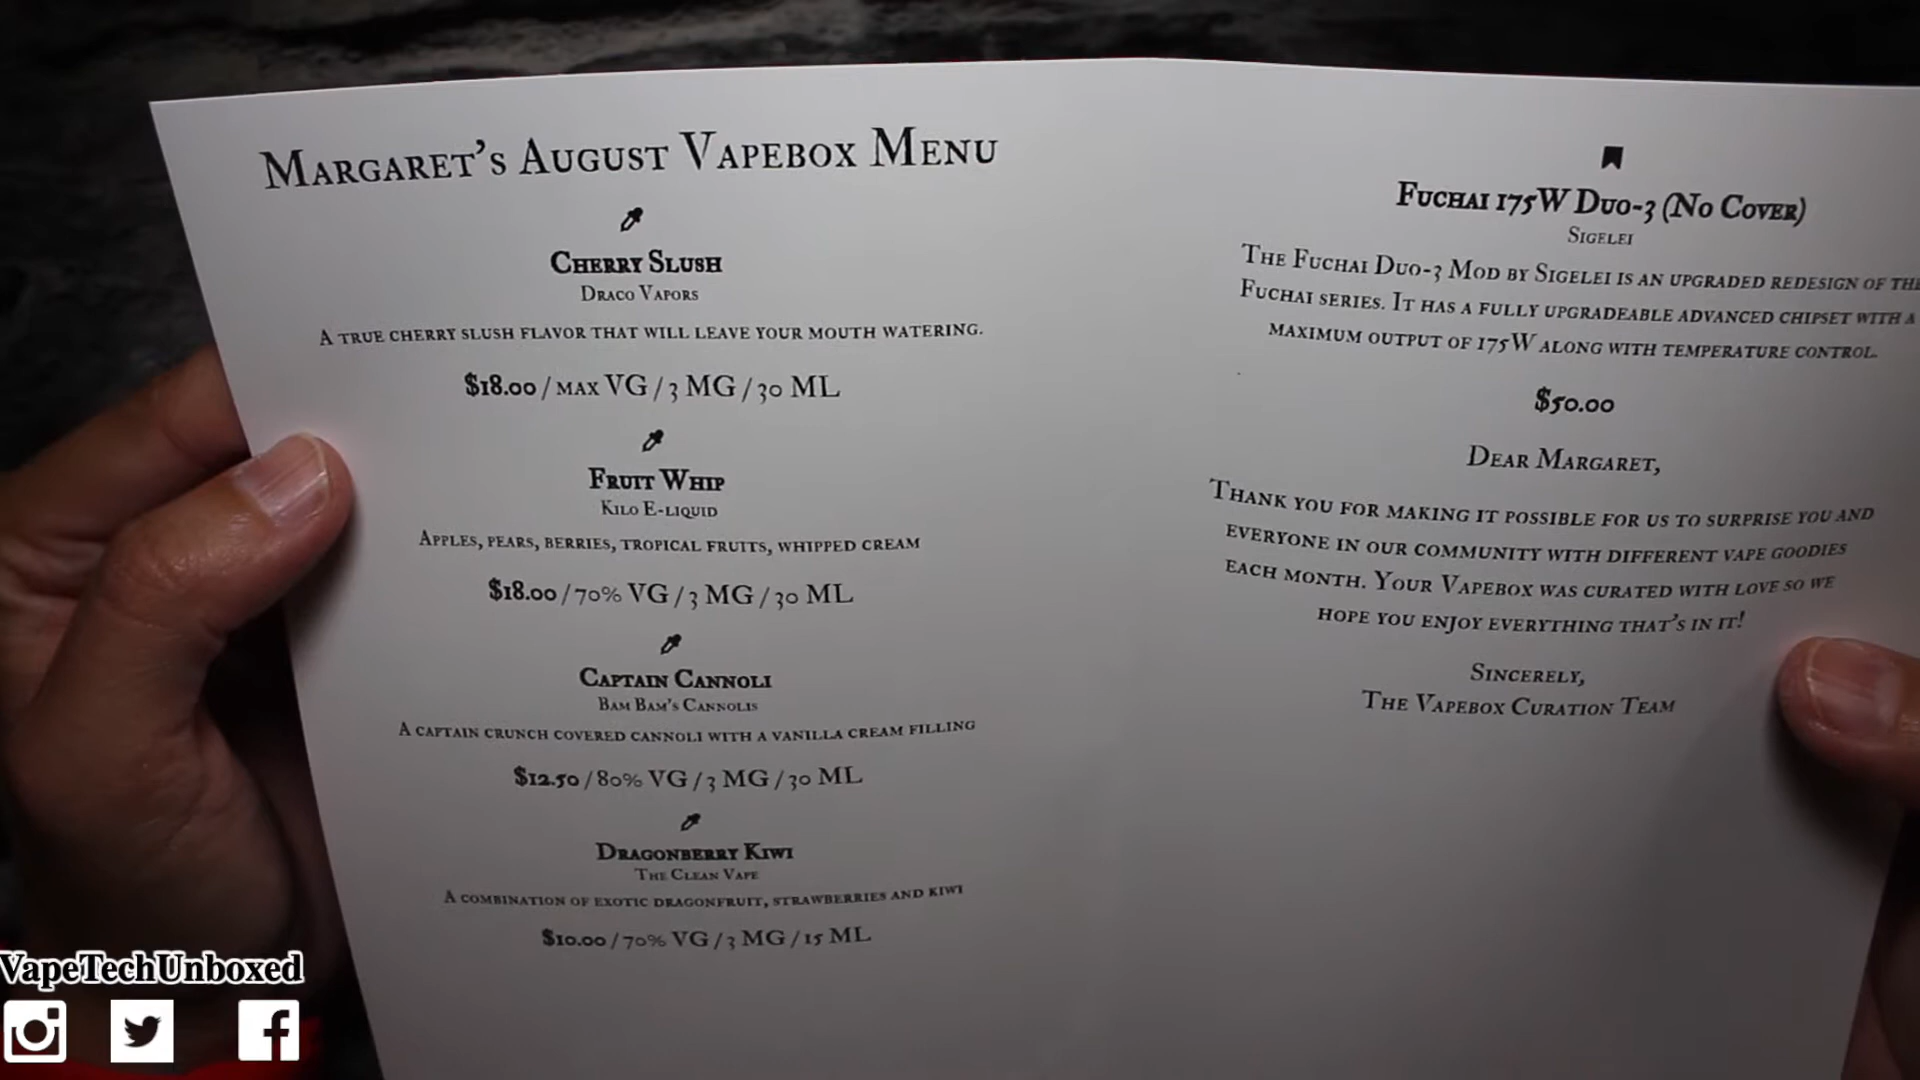 Margaret's August Vapebox Menu
Cherry Slush
Draco Vapors
A true cherry slush flavor that will leave your mouth watering.
$18.00 / max VG / 3 MG / 30 ML
Fruit Whip
Kilo E-liquid
Apples, pears, berries, tropical fruits, whipped cream
$18.00 / 70% VG / 3 MG / 30 ML
Captain Cannoli
Bam Bam's Cannolis
A captain crunch covered cannoli with a vanilla cream filling
$12.50 / 80% VG / 3 MG / 30 ML
Dragonberry Kiwi
The Clean Vape
A combination of exotic dragonfruit, strawberries and kiwi
$10.00 / 70% VG / 3 MG / 15 ML
Fuchai 175W Duo-3 (No Cover)
Sigelei
The Fuchai Duo-3 Mod by Sigelei is an upgraded redesign of the
Fuchai series. It has a fully upgradeable advanced chipset with a
maximum output of 175W along with temperature control.
$50.00
Dear Margaret,
Thank you for making it possible for us to surprise you and
everyone in our community with different vape goodies
each month. Your Vapebox was curated with love so we
hope you enjoy everything that's in it!
Sincerely,
The Vapebox Curation Team
VapeTechUnboxed